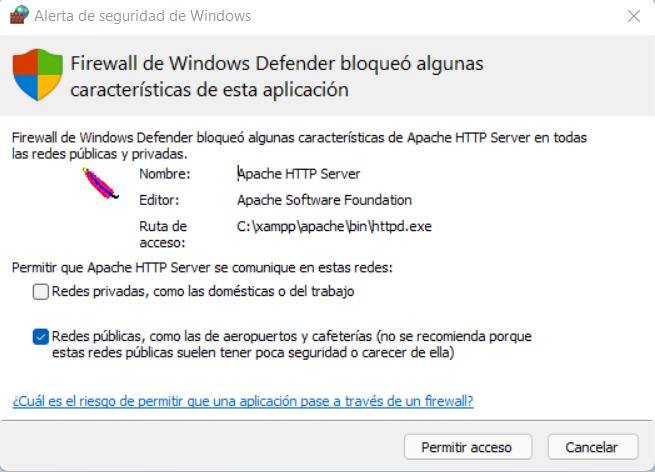 Alerta de seguridad de Windows
Firewall de Windows Defender bloqueó algunas
características de esta aplicación
Firewall de Windows Defender bloqueó algunas características de Apache HTTP Server en todas
las redes públicas y privadas.
Nombre: Apache HTTP Server
Editor: Apache Software Foundation
Ruta de C:\xampp\apache\bin\httpd.exe
acceso:
Permitir que Apache HTTP Server se comunique en estas redes:
Redes privadas, como las domésticas o del trabajo
Redes públicas, como las de aeropuertos y cafeterías (no se recomienda porque
estas redes públicas suelen tener poca seguridad o carecer de ella)
¿Cuál es el riesgo de permitir que una aplicación pase a través de un firewall?
Permitir acceso Cancelar